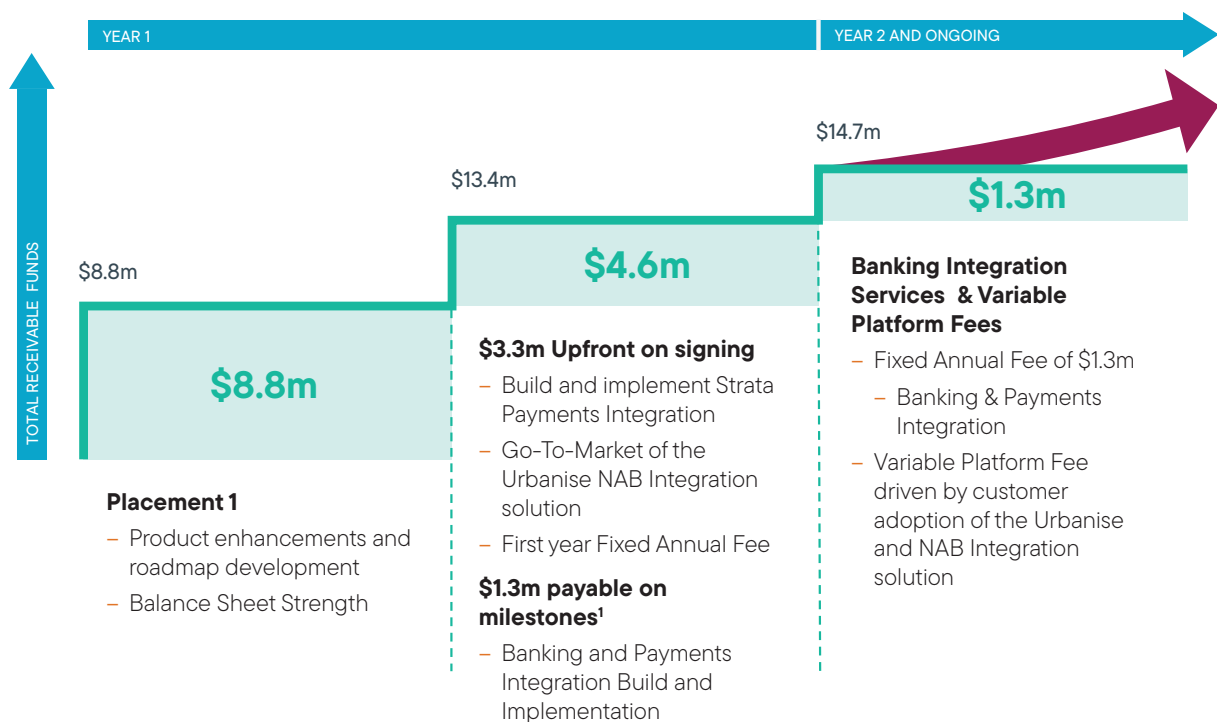 YEAR 1
YEAR 2 AND ONGOING
TOTAL RECEIVABLE FUNDS
$8.8m
$13.4m
$14.7m
$8.8m
$4.6m
$1.3m
Placement 1
– Product enhancements and
roadmap development
– Balance Sheet Strength
$3.3m Upfront on signing
– Build and implement Strata
Payments Integration
– Go-To-Market of the
Urbanise NAB Integration
solution
– First year Fixed Annual Fee
$1.3m payable on
milestones¹
– Banking and Payments
Integration Build and
Implementation
Banking Integration
Services & Variable
Platform Fees
– Fixed Annual Fee of $1.3m
– Banking & Payments
Integration
– Variable Platform Fee
driven by customer
adoption of the Urbanise
and NAB Integration
solution